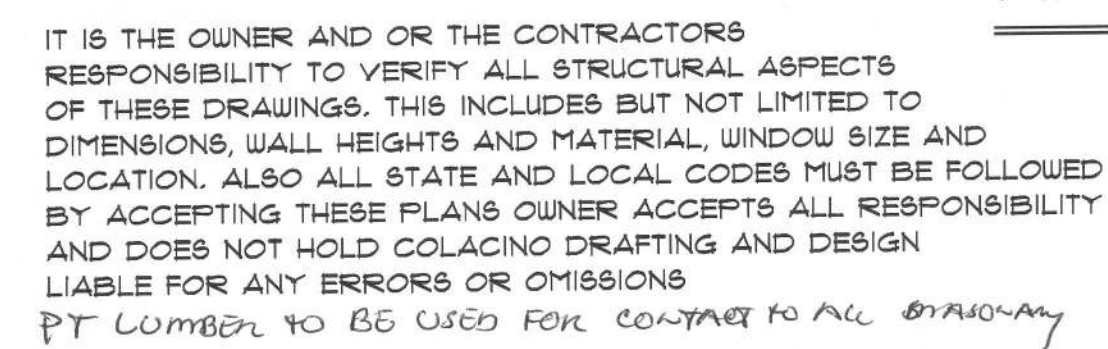 IT IS THE OWNER AND OR THE CONTRACTORS
RESPONSIBILITY TO VERIFY ALL STRUCTURAL ASPECTS
OF THESE DRAWINGS. THIS INCLUDES BUT NOT LIMITED TO
DIMENSIONS, WALL HEIGHTS AND MATERIAL, WINDOW SIZE AND
LOCATION. ALSO ALL STATE AND LOCAL CODES MUST BE FOLLOWED
BY ACCEPTING THESE PLANS OWNER ACCEPTS ALL RESPONSIBILITY
AND DOES NOT HOLD COLACINO DRAFTING AND DESIGN
LIABLE FOR ANY ERRORS OR OMISSIONS
PT LUMBER TO BE USED FOR CONTACT TO ALL MASONARY